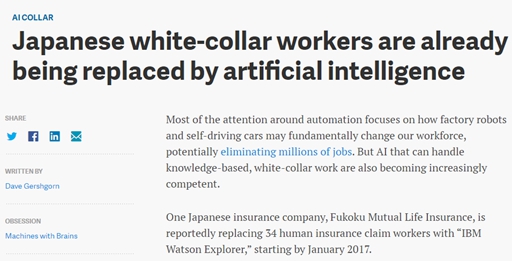 AI COLLAR
Japanese white-collar workers are already
being replaced by artificial intelligence
SHARE
WRITTEN BY
Dave Gershgorn
OBSESSION
Machines with Brains
Most of the attention around automation focuses on how factory robots
and self-driving cars may fundamentally change our workforce,
potentially eliminating millions of jobs. But AI that can handle
knowledge-based, white-collar work are also becoming increasingly
competent.
One Japanese insurance company, Fukoku Mutual Life Insurance, is
reportedly replacing 34 human insurance claim workers with “IBM
Watson Explorer,” starting by January 2017.